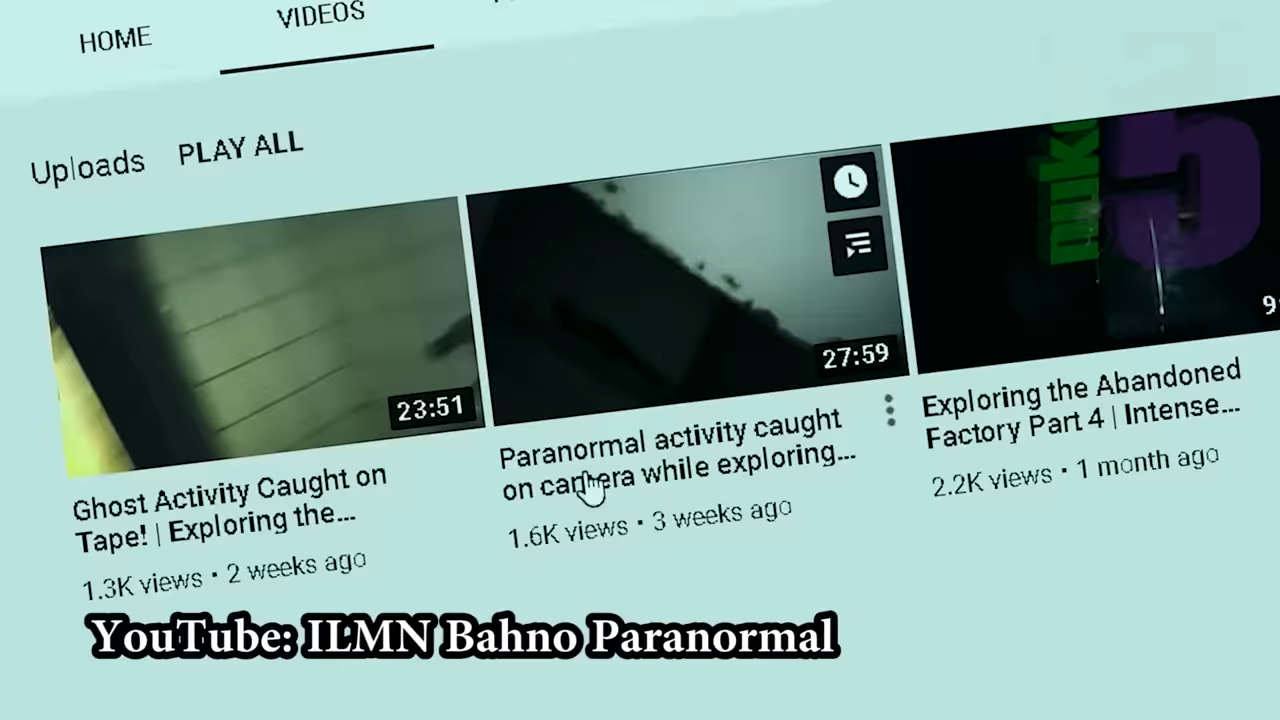 HOME VIDEOS
Uploads PLAY ALL
23:51
27:59
Ghost Activity Caught on
Tape! | Exploring the...
1.3K views • 2 weeks ago
Paranormal activity caught
on camera while exploring...
1.6K views • 3 weeks ago
5
Exploring the Abandoned
Factory Part 4 | Intense...
2.2K views • 1 month ago
YouTube: ILMN Bahno Paranormal